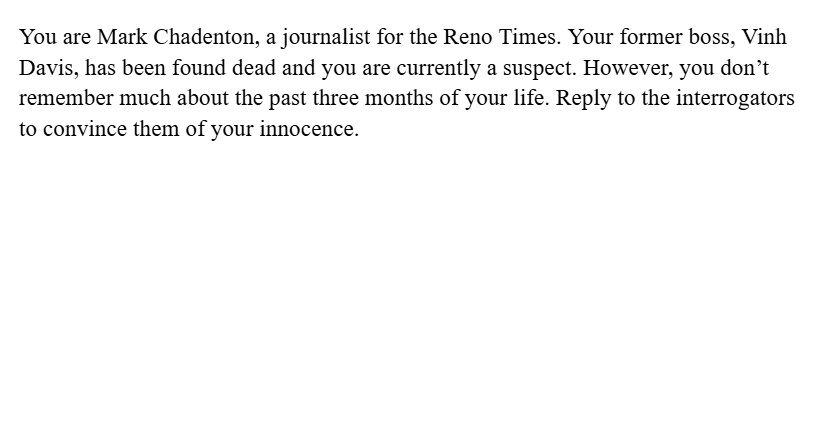 You are Mark Chadenton, a journalist for the Reno Times. Your former boss, Vinh
Davis, has been found dead and you are currently a suspect. However, you don’t
remember much about the past three months of your life. Reply to the interrogators
to convince them of your innocence.